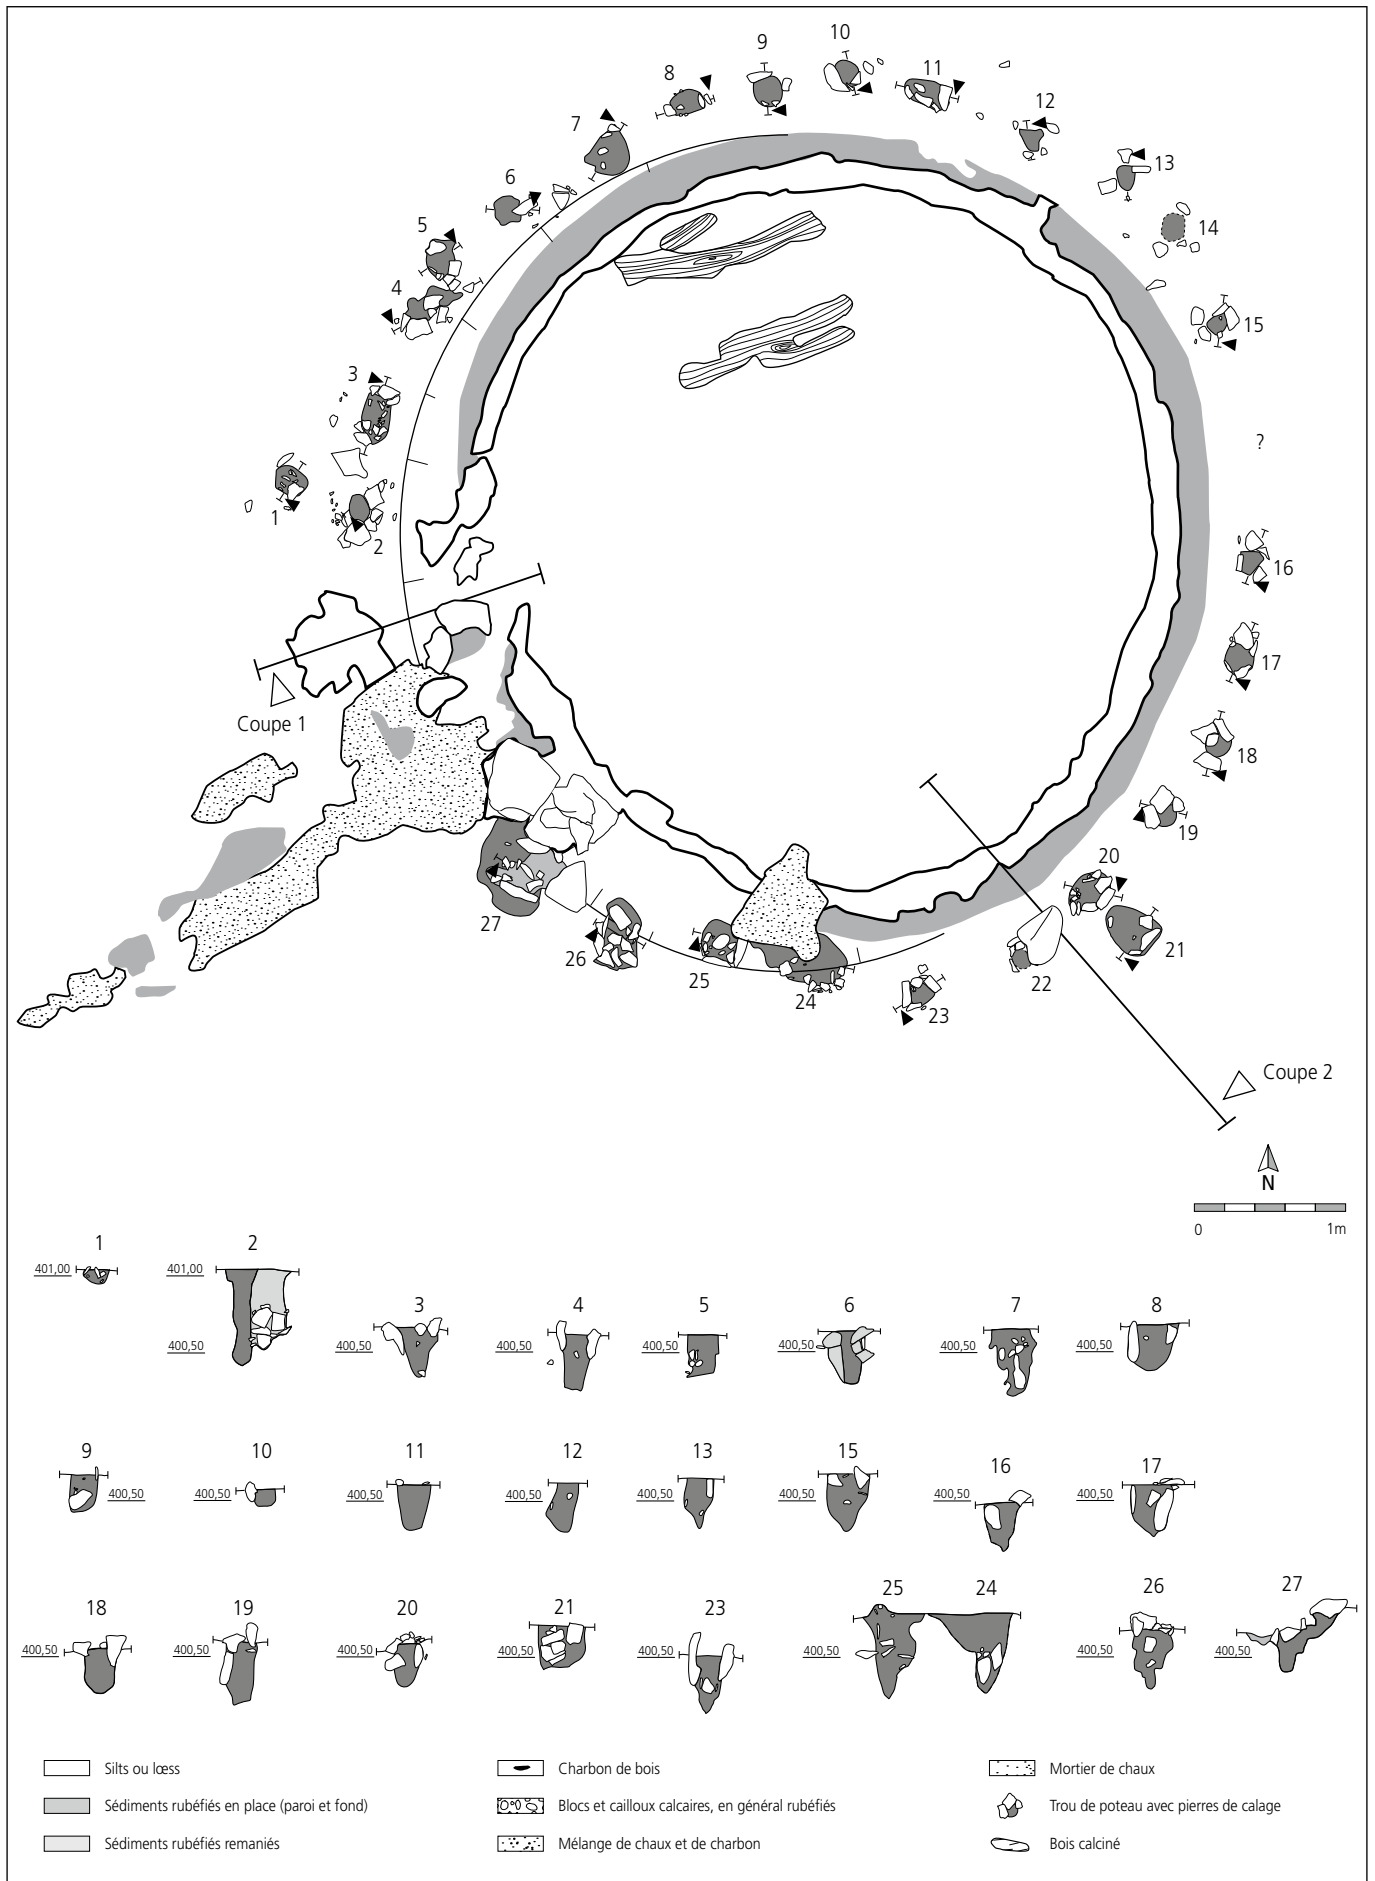 10
9
11
8
12
7
13
6
14
5
4
15
3
?
1
2
16
17
Coupe 1
18
19
20
27
21
26
25
22
24
23
Coupe 2
N
0 1m
1 2
401,00 401,00
400,50
3 4 5 6 7 8
400,50 400,50 400,50 400,50 400,50 400,50
9 10 11 12 13 15 16 17
400,50 400,50 400,50 400,50 400,50 400,50 400,50 400,50
18 19 20 21 23 25 24 26 27
400,50 400,50 400,50 400,50 400,50 400,50 400,50 400,50
Silts ou lœss
Sédiments rubéfiés en place (paroi et fond)
Sédiments rubéfiés remaniés
Charbon de bois
Blocs et cailloux calcaires, en général rubéfiés
Mélange de chaux et de charbon
Mortier de chaux
Trou de poteau avec pierres de calage
Bois calciné